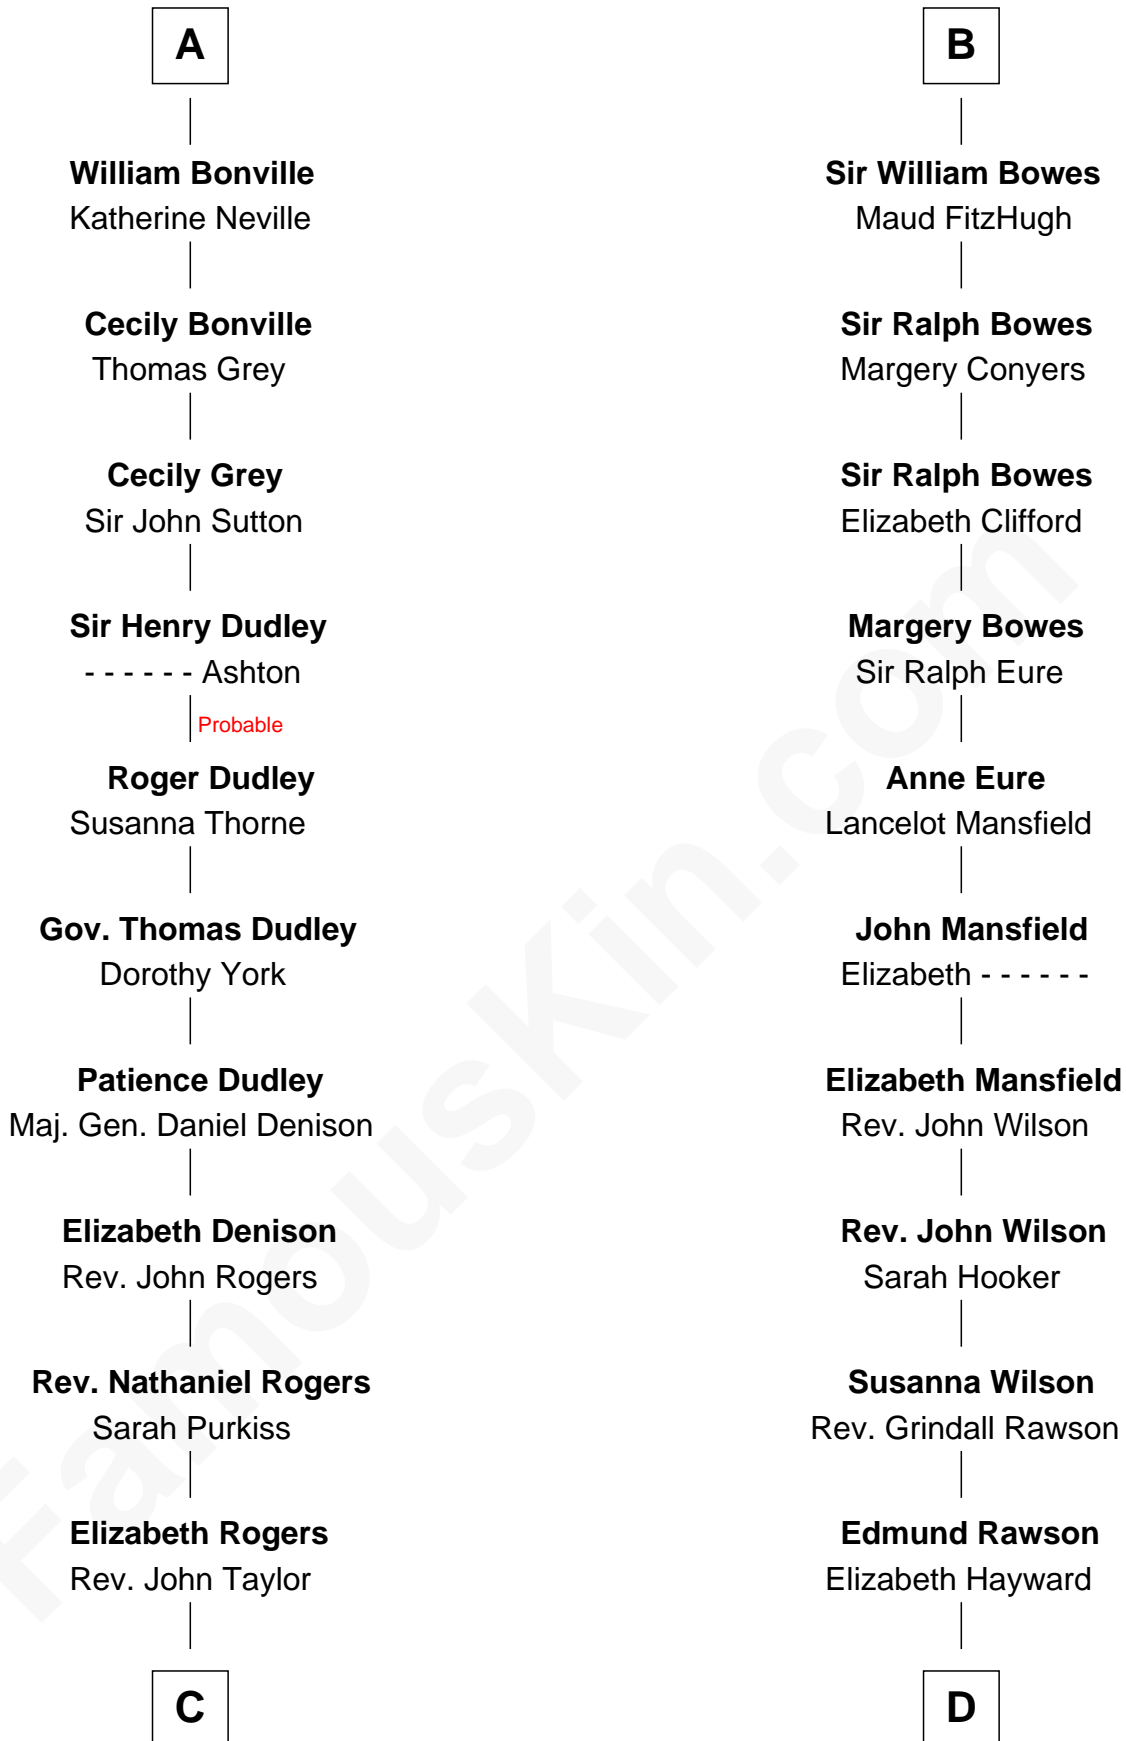 A
William Bonville
Katherine Neville
Cecily Bonville
Thomas Grey
Cecily Grey
Sir John Sutton
Sir Henry Dudley
- - - - - - Ashton
Probable
Roger Dudley
Susanna Thorne
Gov. Thomas Dudley
Dorothy York
Patience Dudley
Maj. Gen. Daniel Denison
Elizabeth Denison
Rev. John Rogers
Rev. Nathaniel Rogers
Sarah Purkiss
Elizabeth Rogers
Rev. John Taylor
C
B
Sir William Bowes
Maud FitzHugh
Sir Ralph Bowes
Margery Conyers
Sir Ralph Bowes
Elizabeth Clifford
Margery Bowes
Sir Ralph Eure
Anne Eure
Lancelot Mansfield
John Mansfield
Elizabeth - - - - - -
Elizabeth Mansfield
Rev. John Wilson
Rev. John Wilson
Sarah Hooker
Susanna Wilson
Rev. Grindall Rawson
Edmund Rawson
Elizabeth Hayward
D
FamousKin.com